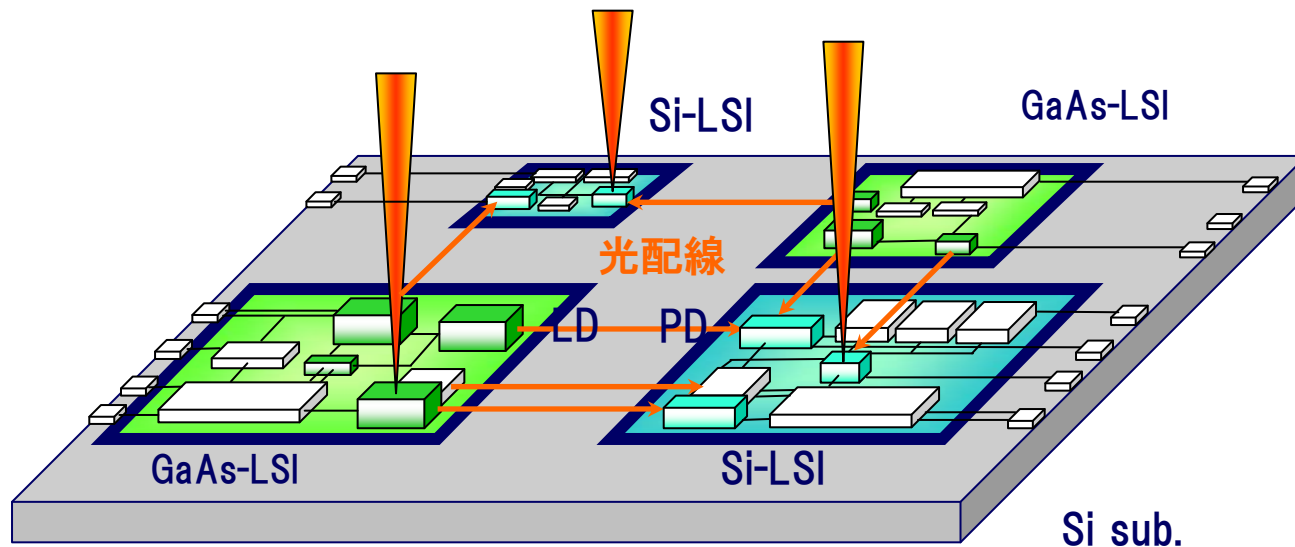 Si-LSI
GaAs-LSI
光配線
LD
PD
GaAs-LSI
Si-LSI
Si sub.